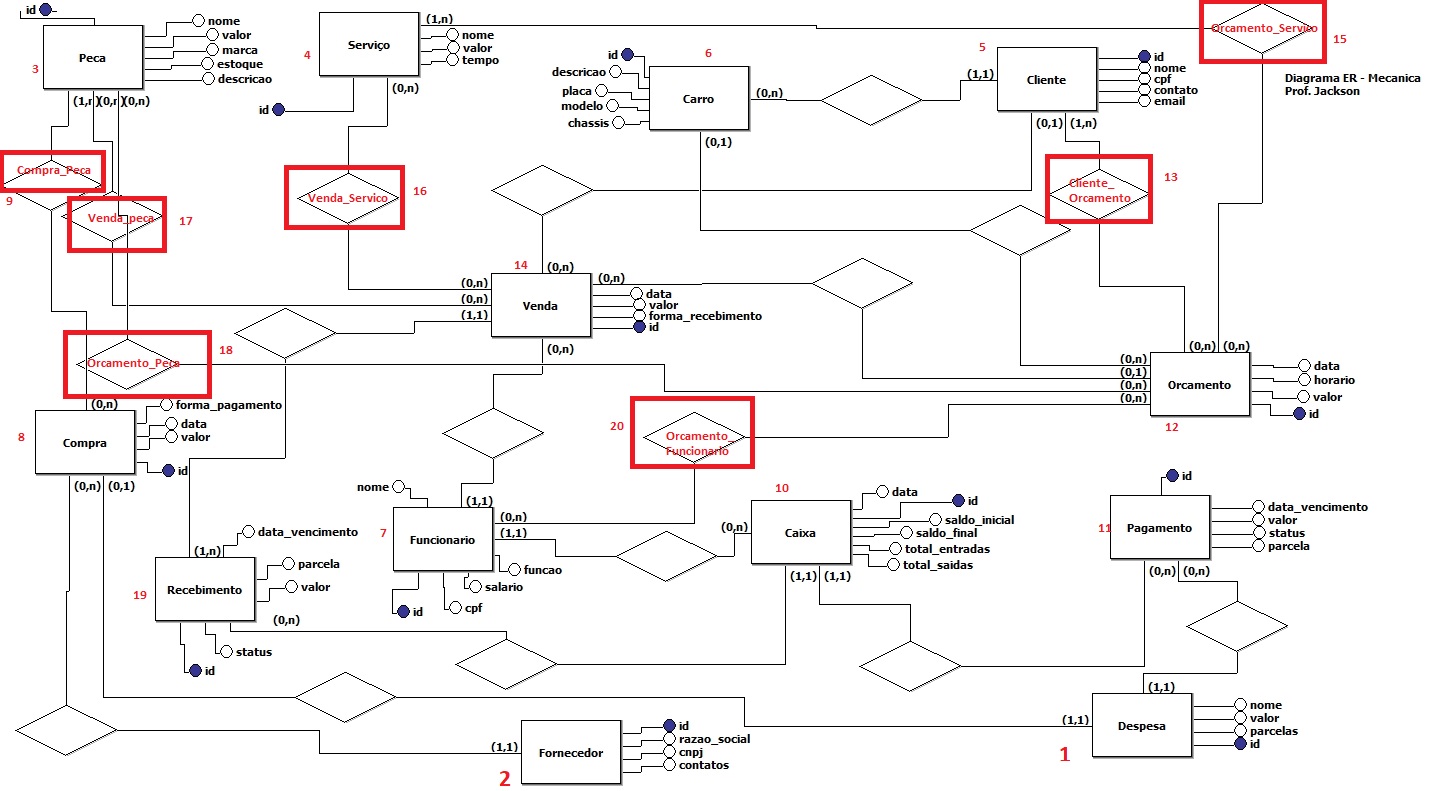 id
nome
valor
marca
estoque
descricao
Peca
3
(1,n)
(0,n)
(0,n)
Serviço
4
(1,n)
nome
valor
tempo
(0,n)
id
6
id
descricao
placa
modelo
chassis
Carro
(0,n)
(0,1)
5
Cliente
(1,1)
id
nome
cpf
contato
email
(0,1)
(1,n)
Orcamento_Servico
15
Diagrama ER - Mecanica
Prof. Jackson
Compra_Peca
9
Venda_peca
17
Venda_Servico
16
Cliente_
Orcamento
13
14
(0,n)
(0,n)
(0,n)
(0,n)
(1,1)
Venda
data
valor
forma_recebimento
id
(0,n)
Orcamento_Peca
18
(0,n)
(0,n)
(0,n)
(0,1)
(0,n)
(0,n)
Orcamento
data
horario
valor
id
12
(0,n)
forma_pagamento
data
valor
id
8
Compra
(0,n)
(0,1)
20
Orcamento_
Funcionario
nome
(1,1)
7
Funcionario
(0,n)
(1,1)
funcao
salario
cpf
id
10
Caixa
(0,n)
data
id
saldo_inicial
saldo_final
total_entradas
total_saidas
(1,1)
(1,1)
id
11
Pagamento
data_vencimento
valor
status
parcela
(0,n)
(0,n)
(1,n)
data_vencimento
parcela
valor
19
Recebimento
(0,n)
status
id
(1,1)
(1,1)
Despesa
nome
valor
parcelas
id
1
(1,1)
Fornecedor
id
razao_social
cnpj
contatos
2